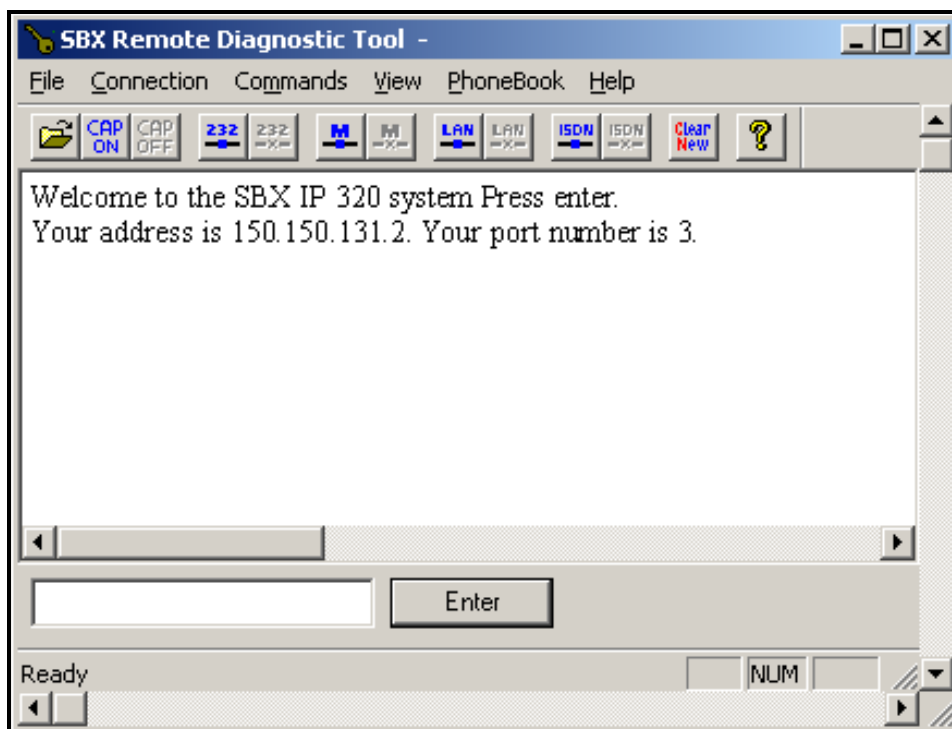 SBX Remote Diagnostic Tool -
File Connection Commands View PhoneBook Help
CAP ON CAP OFF 232 232 M M LAN LAN ISDN ISDN Clear New ?
Welcome to the SBX IP 320 system Press enter.
Your address is 150.150.131.2. Your port number is 3.
Enter
Ready NUM